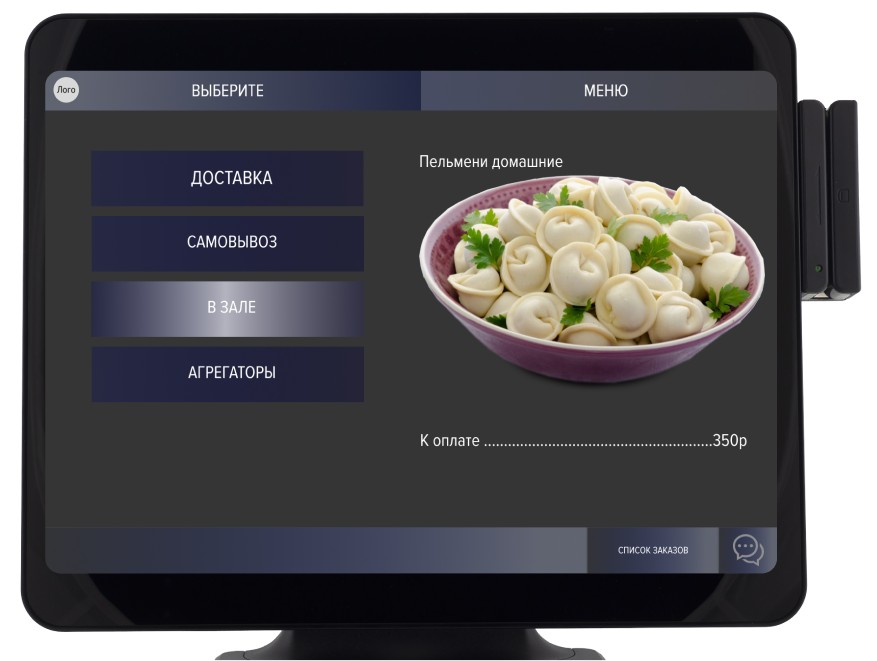 Лого
ВЫБЕРИТЕ
МЕНЮ
ДОСТАВКА
САМОВЫВОЗ
В ЗАЛЕ
АГРЕГАТОРЫ
Пельмени домашние
К оплате ..........................................................350р
СПИСОК ЗАКАЗОВ